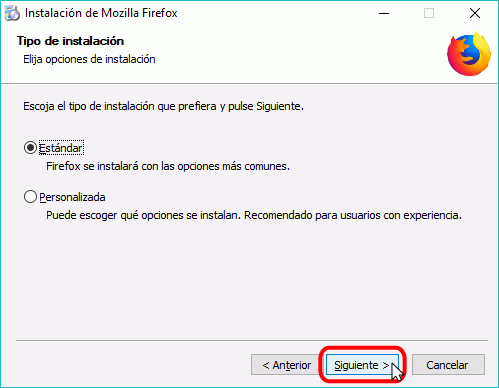 Instalación de Mozilla Firefox
Tipo de instalación
Elija opciones de instalación
Escoja el tipo de instalación que prefiera y pulse Siguiente.
Estándar
Firefox se instalará con las opciones más comunes.
Personalizada
Puede escoger qué opciones se instalan. Recomendado para usuarios con experiencia.
< Anterior Siguiente > Cancelar